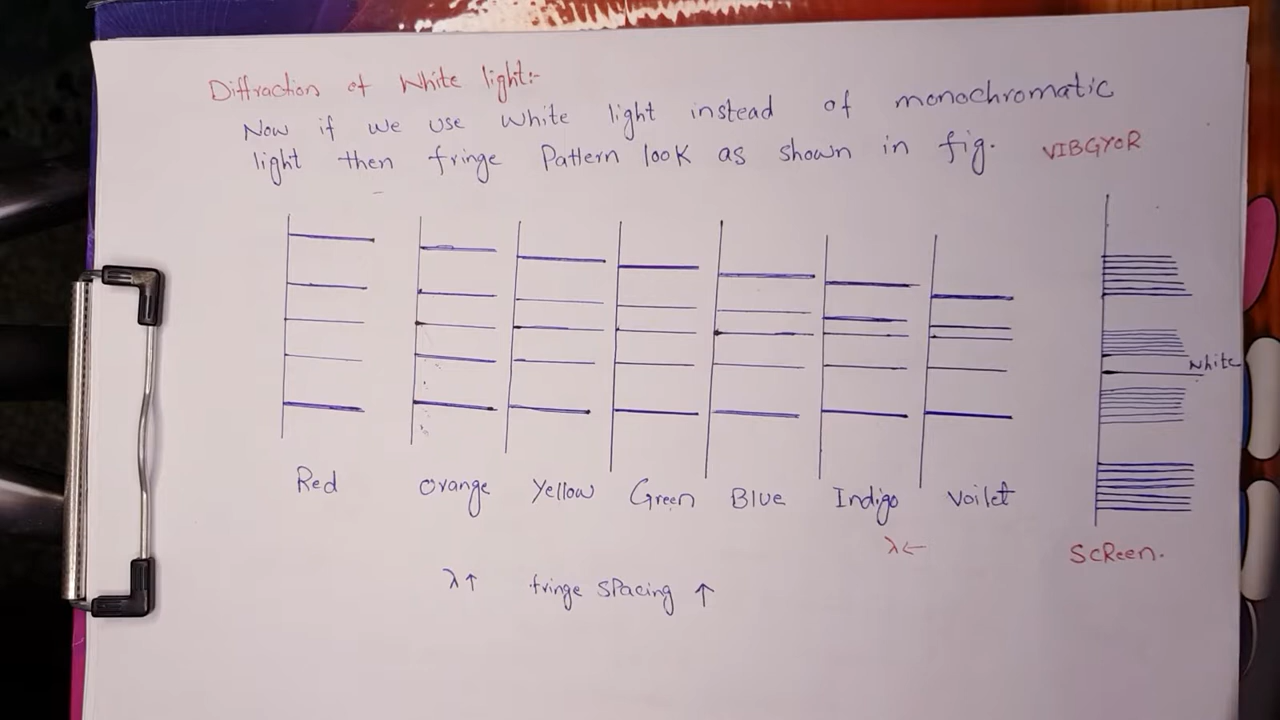 Diffraction of White light:-
Now if we use white light instead of monochromatic
light then fringe Pattern look as shown in fig. VIBGYOR
White
Red orange Yellow Green Blue Indigo Voilet
λ← Screen.
λ↑ fringe spacing ↑